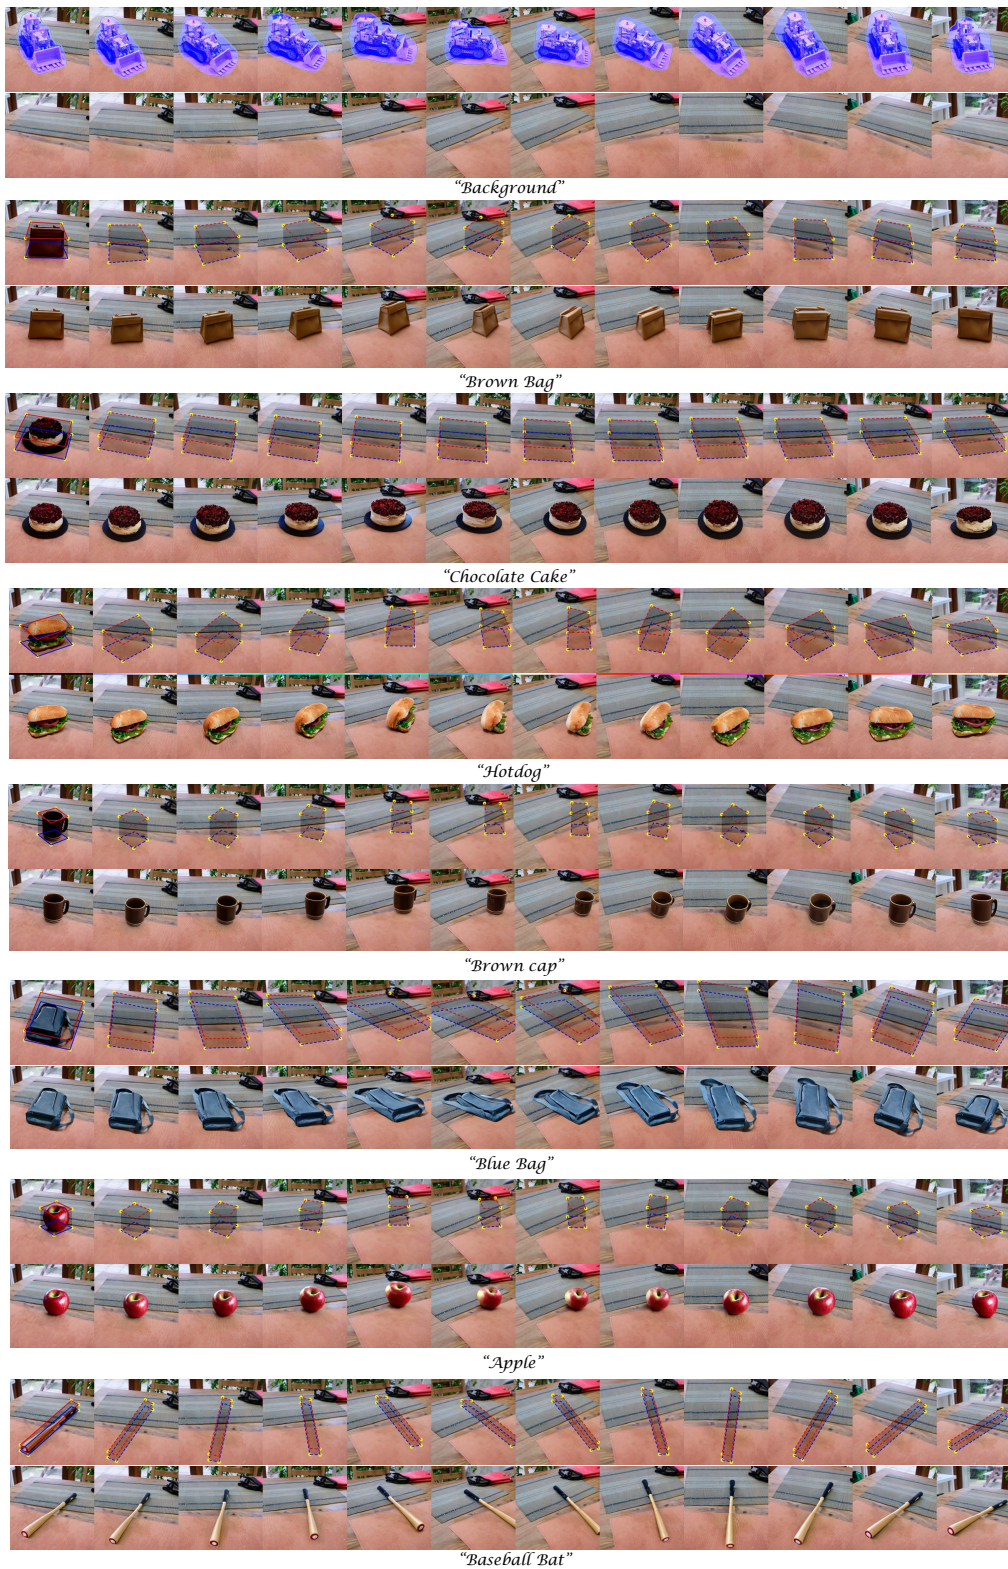 “Background”
“Brown Bag”
“Chocolate Cake”
“Hotdog”
“Brown cap”
“Blue Bag”
“Apple”
“Baseball Bat”